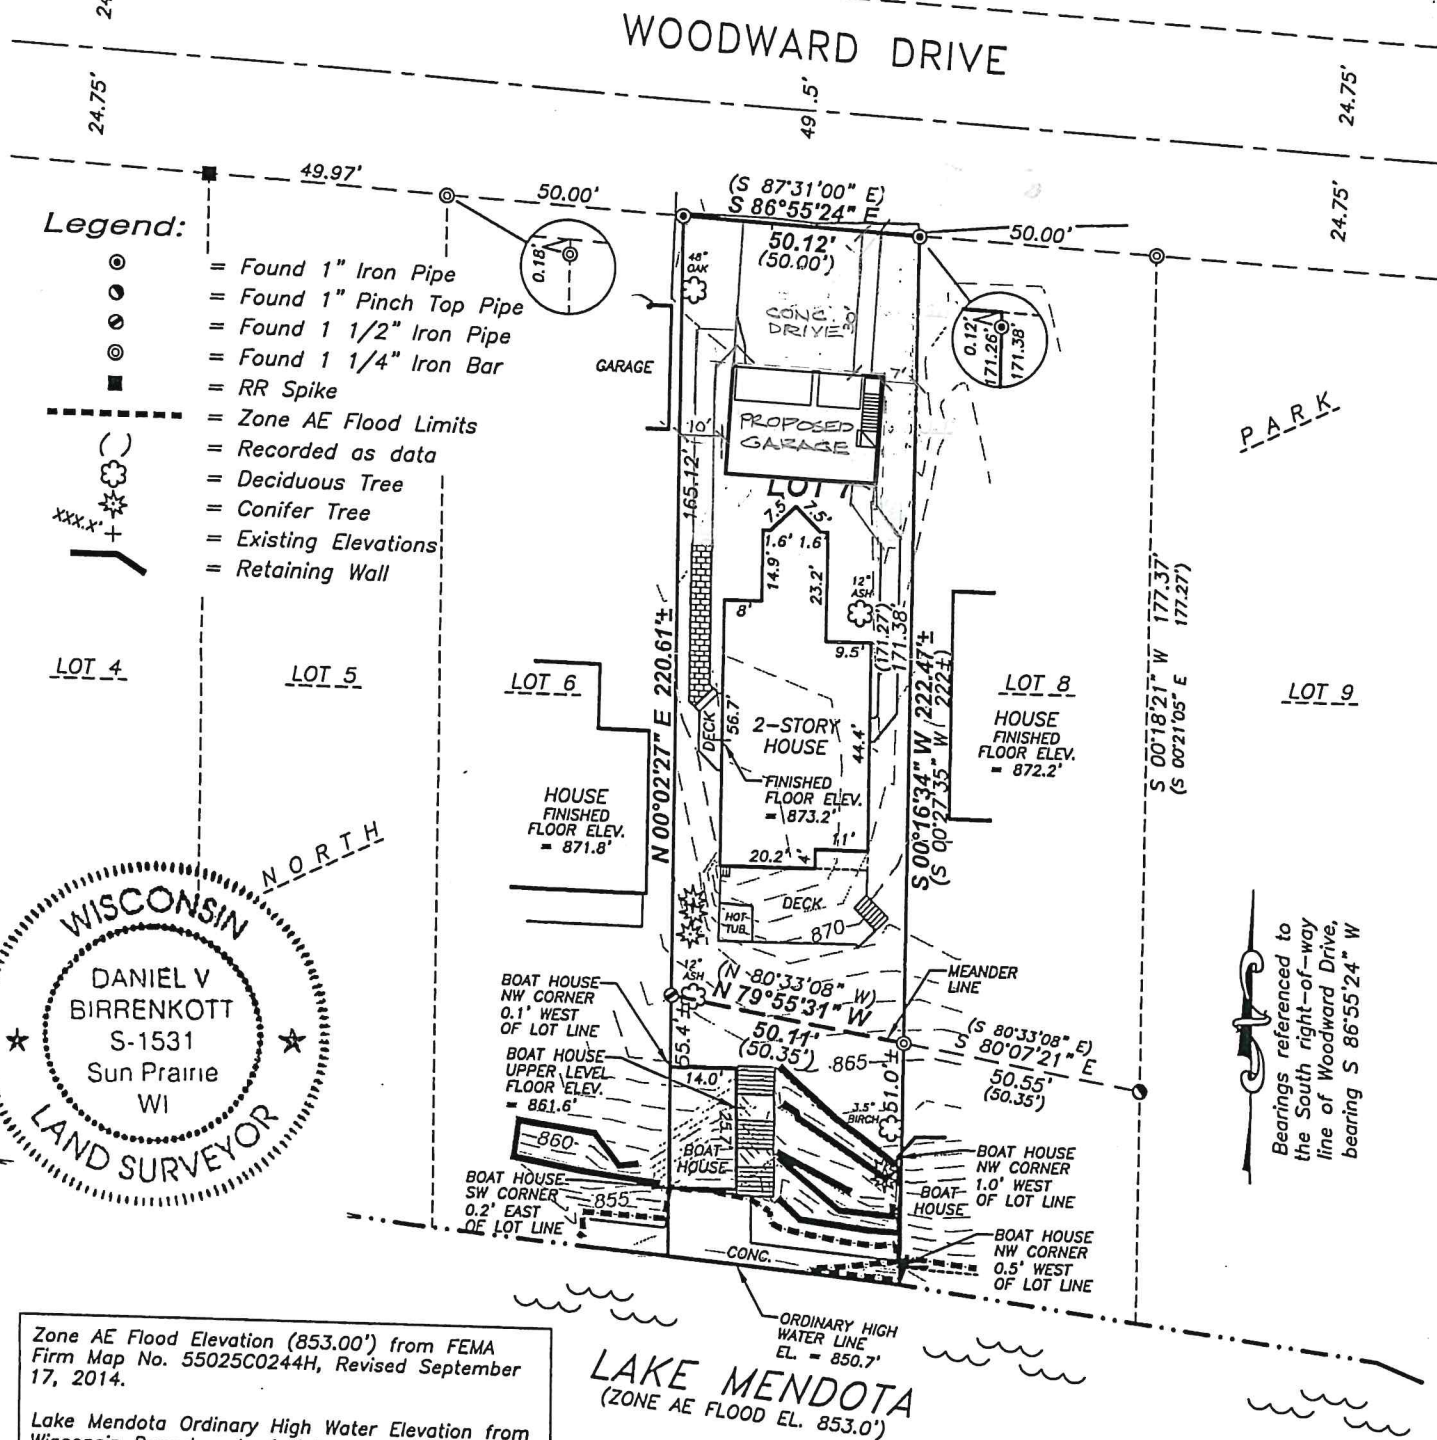 WOODWARD DRIVE
24.75'
49.5'
24.75'
24.75'
49.97'
50.00'
(S 87°31'00" E)
S 86°55'24" E
50.12'
(50.00')
50.00'
Legend:
= Found 1" Iron Pipe
= Found 1" Pinch Top Pipe
= Found 1 1/2" Iron Pipe
= Found 1 1/4" Iron Bar
= RR Spike
= Zone AE Flood Limits
( ) = Recorded as data
= Deciduous Tree
= Conifer Tree
XXX.X' + = Existing Elevations
= Retaining Wall
0.18'
48"
OAK
CONC.
DRIVE
30'
0.12'
171.26'
171.38'
GARAGE
7'
10'
PROPOSED
GARAGE
PARK
165.12'
LOT 7
7.5' 7.5'
1.6' 1.6'
14.9'
23.2'
12"
ASH
8'
9.5'
(171.27')
171.38'
S 00°18'21" W 177.37'
(S 00°21'05" E 177.27')
LOT 4
LOT 5
LOT 6
LOT 8
LOT 9
N 00°02'27" E 220.61'±
DECK
56.7'
2-STORY
HOUSE
44.4'
FINISHED
FLOOR ELEV.
= 873.2'
S 00°16'34" W 222.47'±
(S 00°27'35" W 222±)
HOUSE
FINISHED
FLOOR ELEV.
= 872.2'
HOUSE
FINISHED
FLOOR ELEV.
= 871.8'
NORTH
20.2'
4'
11'
DECK
HOT
TUB
870
WISCONSIN
DANIEL V
BIRRENKOTT
S-1531
Sun Prairie
WI
LAND SURVEYOR
12"
ASH
(N 80°33'08" W)
N 79°55'31" W
50.11'
(50.35')
MEANDER
LINE
(S 80°33'08" E)
S 80°07'21" E
50.55'
(50.35')
BOAT HOUSE
NW CORNER
0.1' WEST
OF LOT LINE
55.4'±
865
51.0'±
BOAT HOUSE
UPPER LEVEL
FLOOR ELEV.
= 861.6'
14.0'
25.7'
3.5"
BIRCH
860
BOAT
HOUSE
BOAT HOUSE
NW CORNER
1.0' WEST
OF LOT LINE
BOAT HOUSE
SW CORNER
0.2' EAST
OF LOT LINE
855
BOAT
HOUSE
CONC.
BOAT HOUSE
NW CORNER
0.5' WEST
OF LOT LINE
Bearings referenced to
the South right-of-way
line of Woodward Drive,
bearing S 86°55'24" W
ORDINARY HIGH
WATER LINE
EL. = 850.7'
LAKE MENDOTA
(ZONE AE FLOOD EL. 853.0')
Zone AE Flood Elevation (853.00') from FEMA
Firm Map No. 55025C0244H, Revised September
17, 2014.
Lake Mendota Ordinary High Water Elevation from